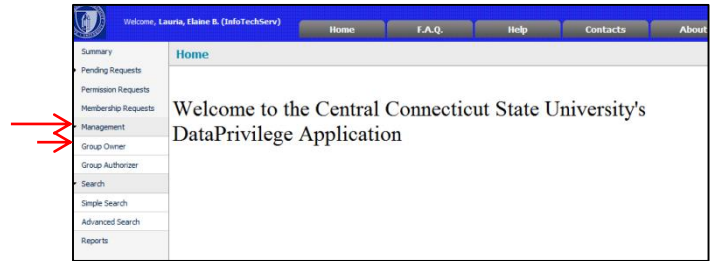 Welcome, Lauria, Elaine B. (InfoTechServ)
Home F.A.Q. Help Contacts About
Summary
Home
Pending Requests
Permission Requests
Membership Requests
Welcome to the Central Connecticut State University's
DataPrivilege Application
Management
Group Owner
Group Authorizer
Search
Simple Search
Advanced Search
Reports